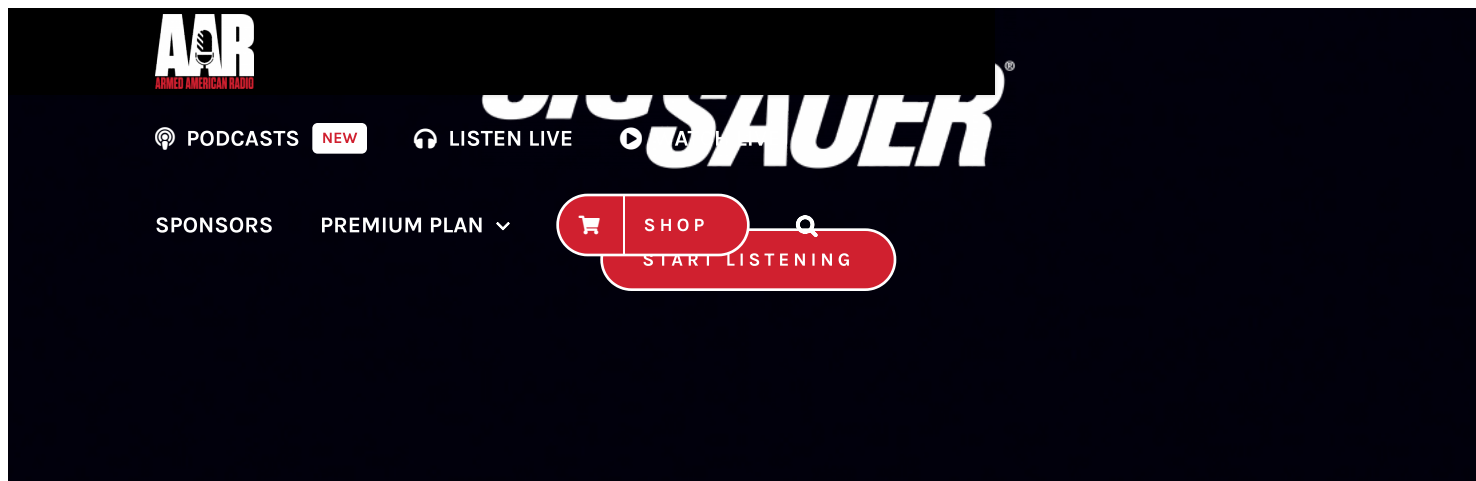 AAR
ARMED AMERICAN RADIO
SAUER®
PODCASTS NEW LISTEN LIVE
SPONSORS PREMIUM PLAN SHOP
START LISTENING